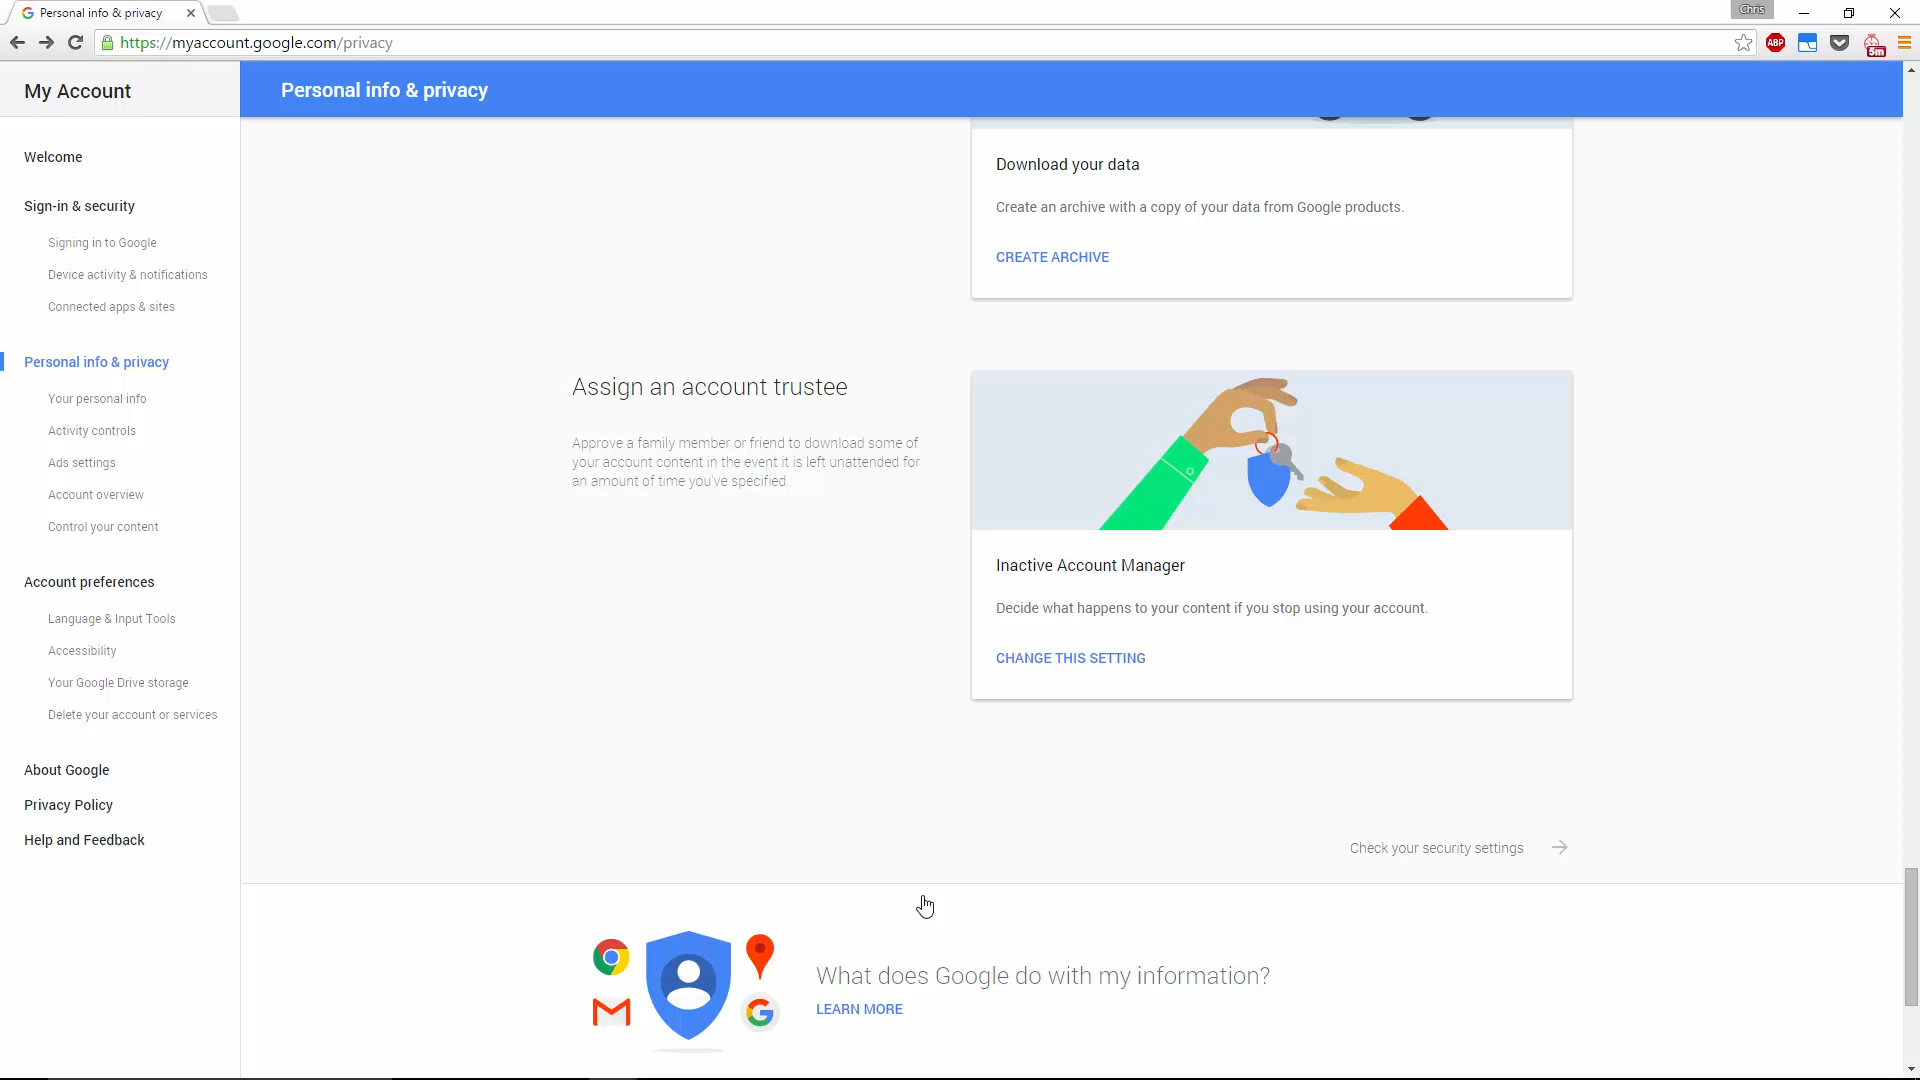 Personal info & privacy
Chris
https://myaccount.google.com/privacy
ABP
5m
My Account
Personal info & privacy
Welcome
Sign-in & security
Signing in to Google
Device activity & notifications
Connected apps & sites
Personal info & privacy
Your personal info
Activity controls
Ads settings
Account overview
Control your content
Account preferences
Language & Input Tools
Accessibility
Your Google Drive storage
Delete your account or services
About Google
Privacy Policy
Help and Feedback
Download your data
Create an archive with a copy of your data from Google products.
CREATE ARCHIVE
Assign an account trustee
Approve a family member or friend to download some of
your account content in the event it is left unattended for
an amount of time you've specified.
Inactive Account Manager
Decide what happens to your content if you stop using your account.
CHANGE THIS SETTING
Check your security settings
What does Google do with my information?
LEARN MORE